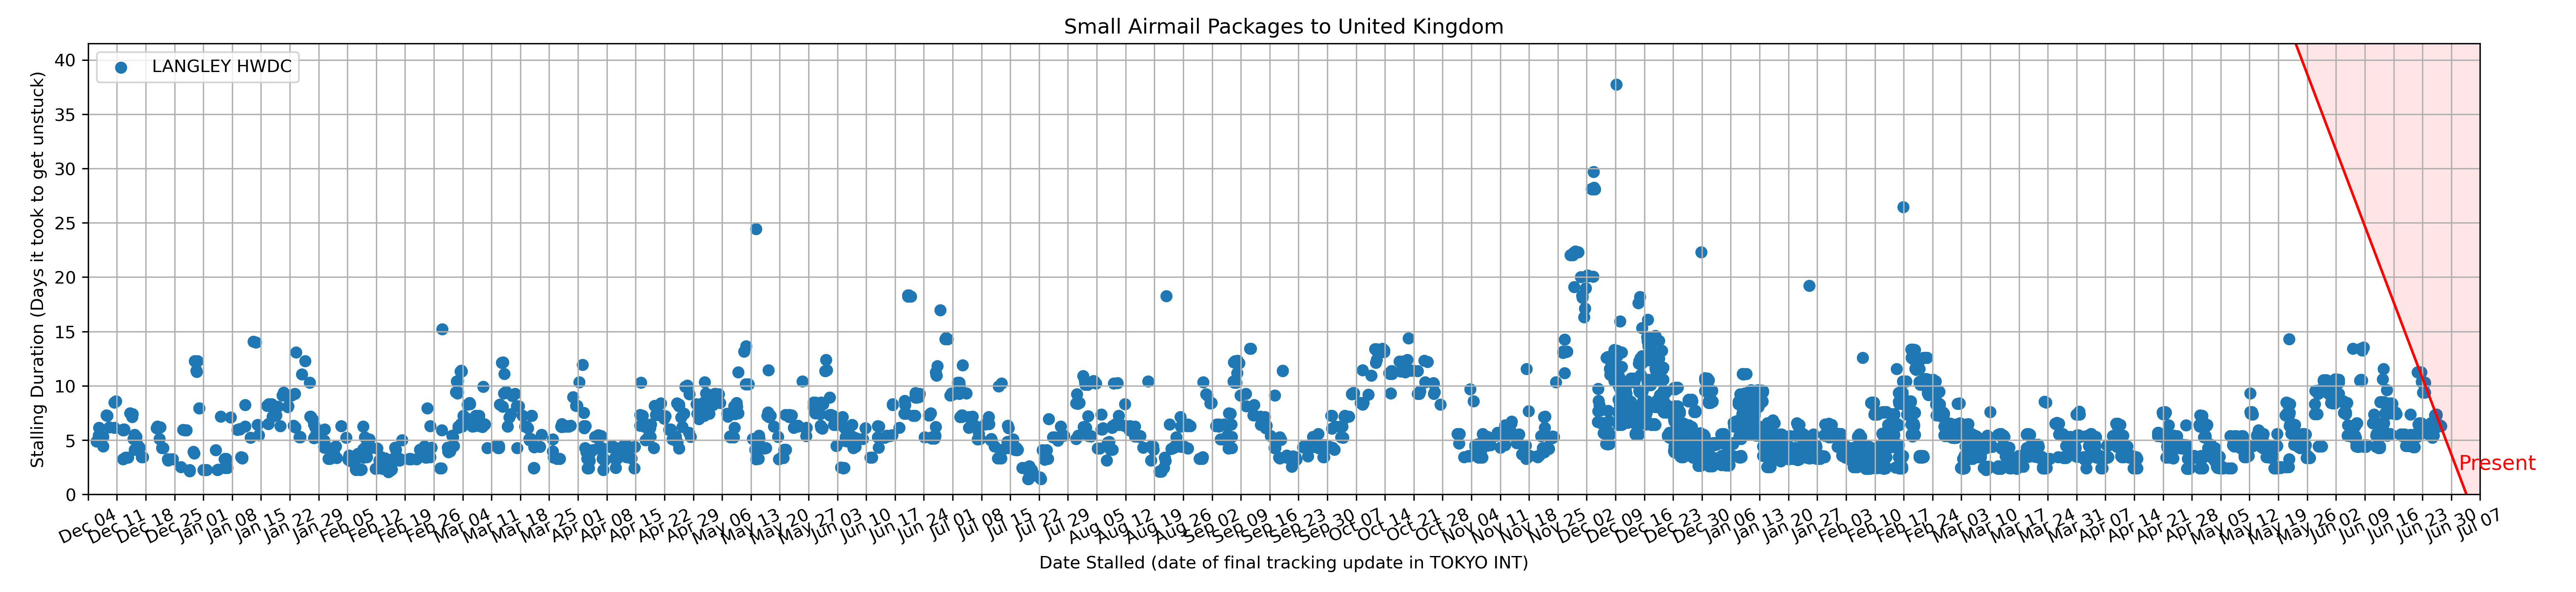 Small Airmail Packages to United Kingdom
LANGLEY HWDC
Stalling Duration (Days it took to get unstuck)
40
35
30
25
20
15
10
5
0
Present
Dec 04
Dec 11
Dec 18
Dec 25
Jan 01
Jan 08
Jan 15
Jan 22
Jan 29
Feb 05
Feb 12
Feb 19
Feb 26
Mar 04
Mar 11
Mar 18
Mar 25
Apr 01
Apr 08
Apr 15
Apr 22
Apr 29
May 06
May 13
May 20
May 27
Jun 03
Jun 10
Jun 17
Jun 24
Jul 01
Jul 08
Jul 15
Jul 22
Jul 29
Aug 05
Aug 12
Aug 19
Aug 26
Sep 02
Sep 09
Sep 16
Sep 23
Sep 30
Oct 07
Oct 14
Oct 21
Oct 28
Nov 04
Nov 11
Nov 18
Nov 25
Dec 02
Dec 09
Dec 16
Dec 23
Dec 30
Jan 06
Jan 13
Jan 20
Jan 27
Feb 03
Feb 10
Feb 17
Feb 24
Mar 03
Mar 10
Mar 17
Mar 24
Mar 31
Apr 07
Apr 14
Apr 21
Apr 28
May 05
May 12
May 19
May 26
Jun 02
Jun 09
Jun 16
Jun 23
Jun 30
Jul 07
Date Stalled (date of final tracking update in TOKYO INT)